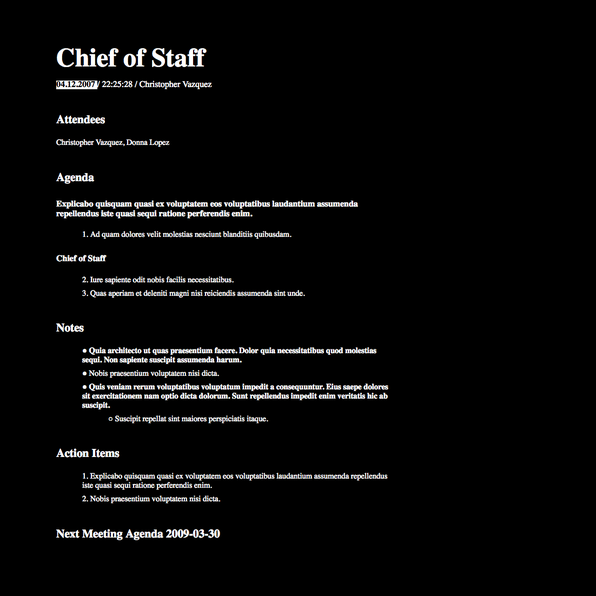 Chief of Staff
04.12.2007 / 22:25:28 / Christopher Vazquez
Attendees
Christopher Vazquez, Donna Lopez
Agenda
Explicabo quisquam quasi ex voluptatem eos voluptatibus laudantium assumenda
repellendus iste quasi sequi ratione perferendis enim.
1. Ad quam dolores velit molestias nesciunt blanditiis quibusdam.
Chief of Staff
2. Iure sapiente odit nobis facilis necessitatibus.
3. Quas aperiam et deleniti magni nisi reiciendis assumenda sint unde.
Notes
● Quia architecto ut quas praesentium facere. Dolor quia necessitatibus quod molestias
sequi. Non sapiente suscipit assumenda harum.
● Nobis praesentium voluptatem nisi dicta.
● Quis veniam rerum voluptatibus voluptatum impedit a consequuntur. Eius saepe dolores
sit exercitationem nam optio dicta dolorum. Sunt repellendus impedit enim veritatis hic ab
suscipit.
○ Suscipit repellat sint maiores perspiciatis itaque.
Action Items
1. Explicabo quisquam quasi ex voluptatem eos voluptatibus laudantium assumenda repellendus
iste quasi sequi ratione perferendis enim.
2. Nobis praesentium voluptatem nisi dicta.
Next Meeting Agenda 2009-03-30